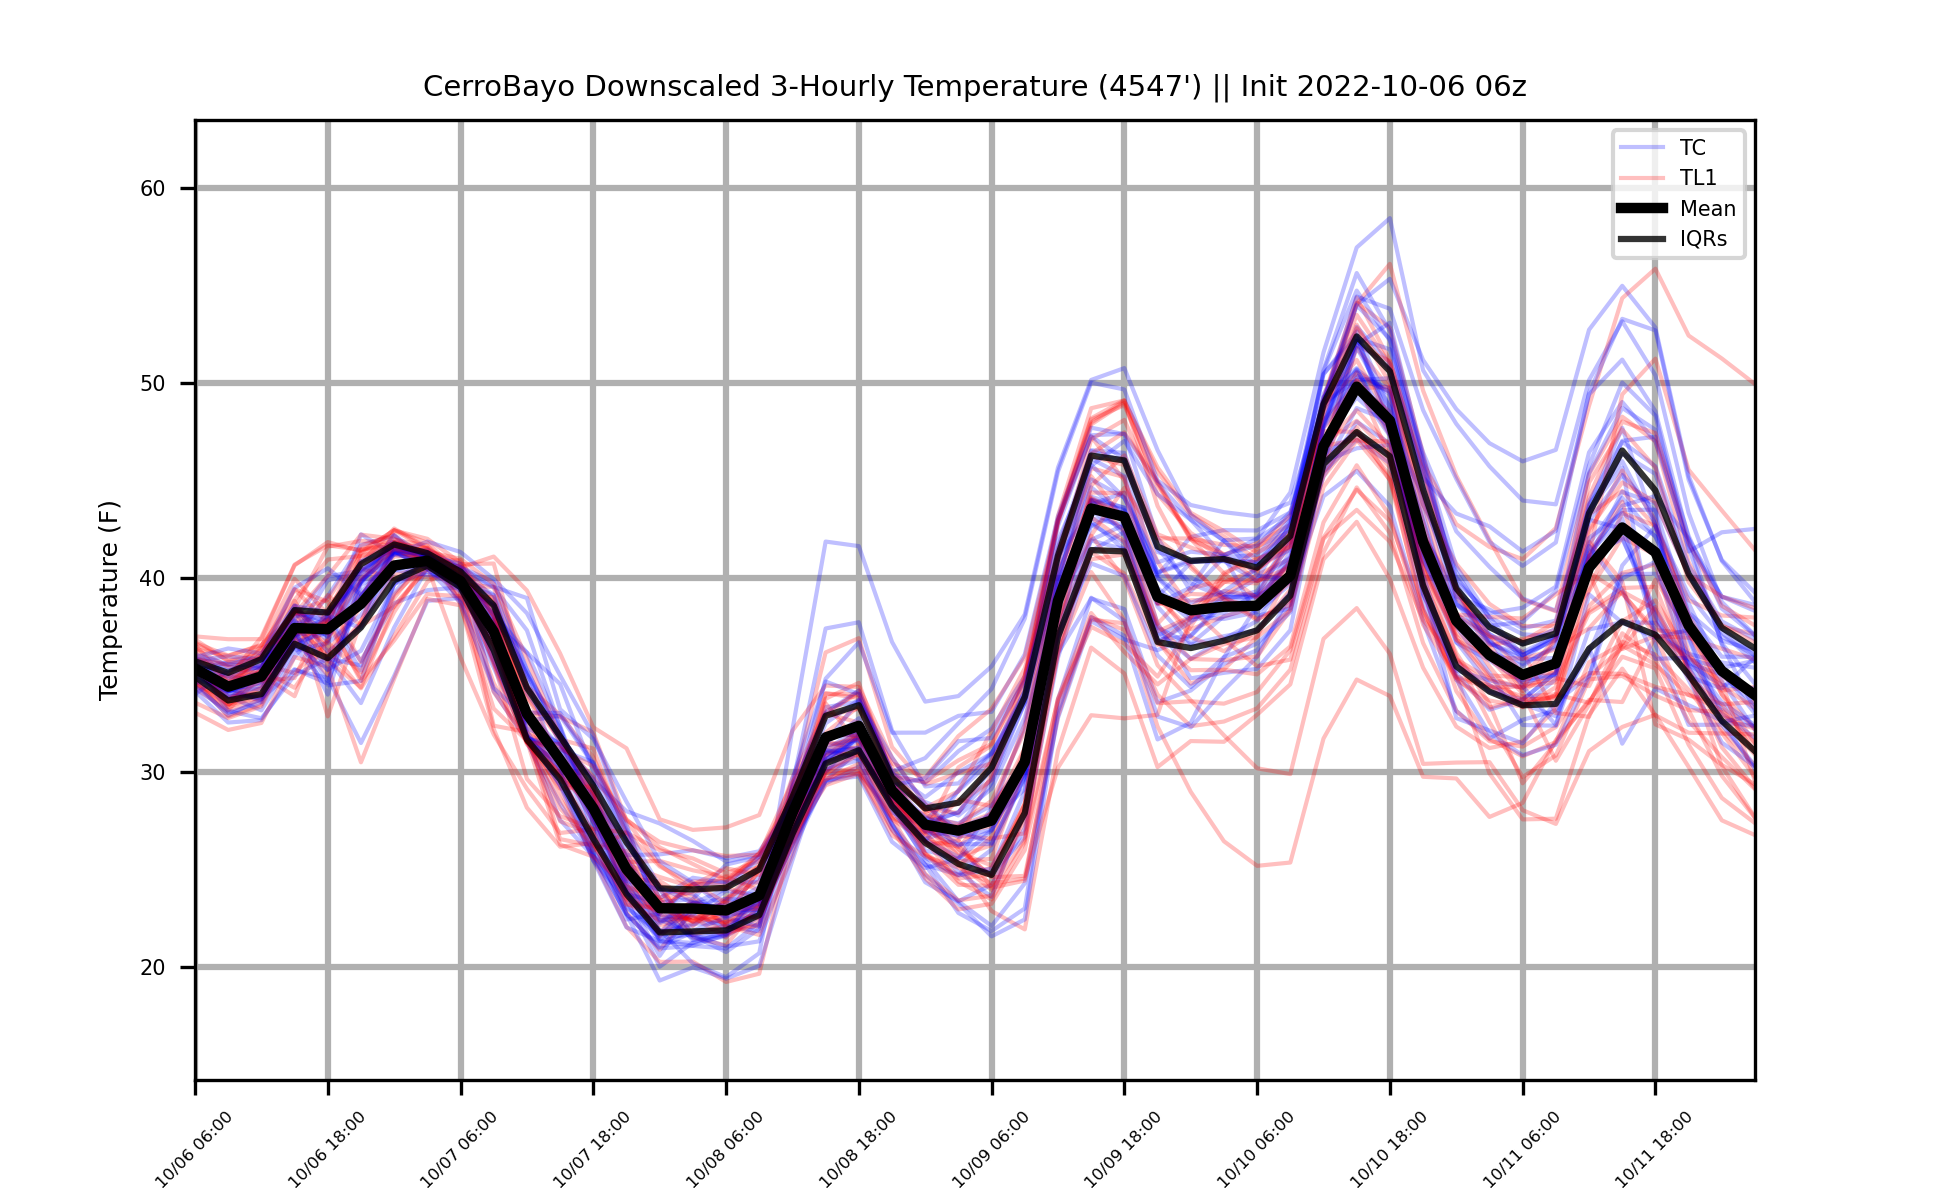 CerroBayo Downscaled 3-Hourly Temperature (4547') || Init 2022-10-06 06z
TC
TL1
Mean
IQRs
Temperature (F)
60
50
40
30
20
10/06 06:00
10/06 18:00
10/07 06:00
10/07 18:00
10/08 06:00
10/08 18:00
10/09 06:00
10/09 18:00
10/10 06:00
10/10 18:00
10/11 06:00
10/11 18:00